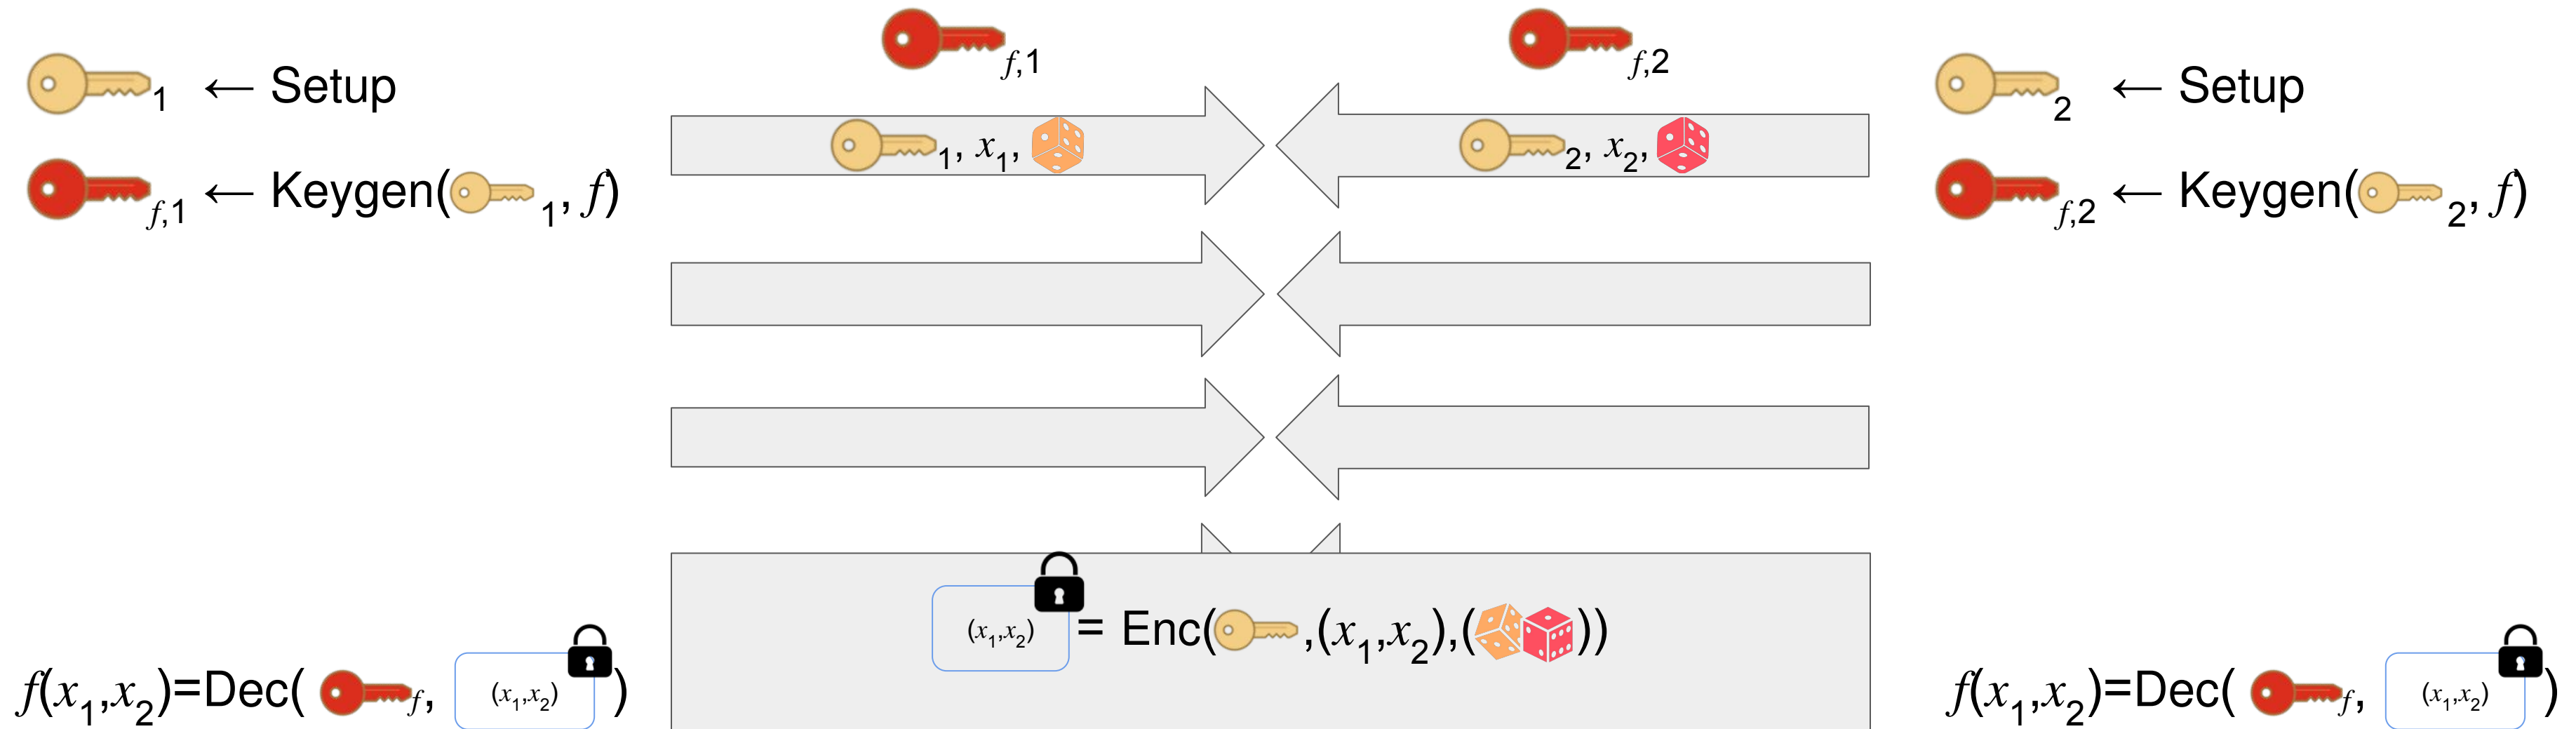 f,1
f,2
1 ← Setup
1, x1,
2, x2,
2 ← Setup
f,1 ← Keygen( 1, f)
f,2 ← Keygen( 2, f)
(x1,x2) = Enc( ,(x1,x2),( ))
f(x1,x2)=Dec( f, (x1,x2) )
f(x1,x2)=Dec( f, (x1,x2) )